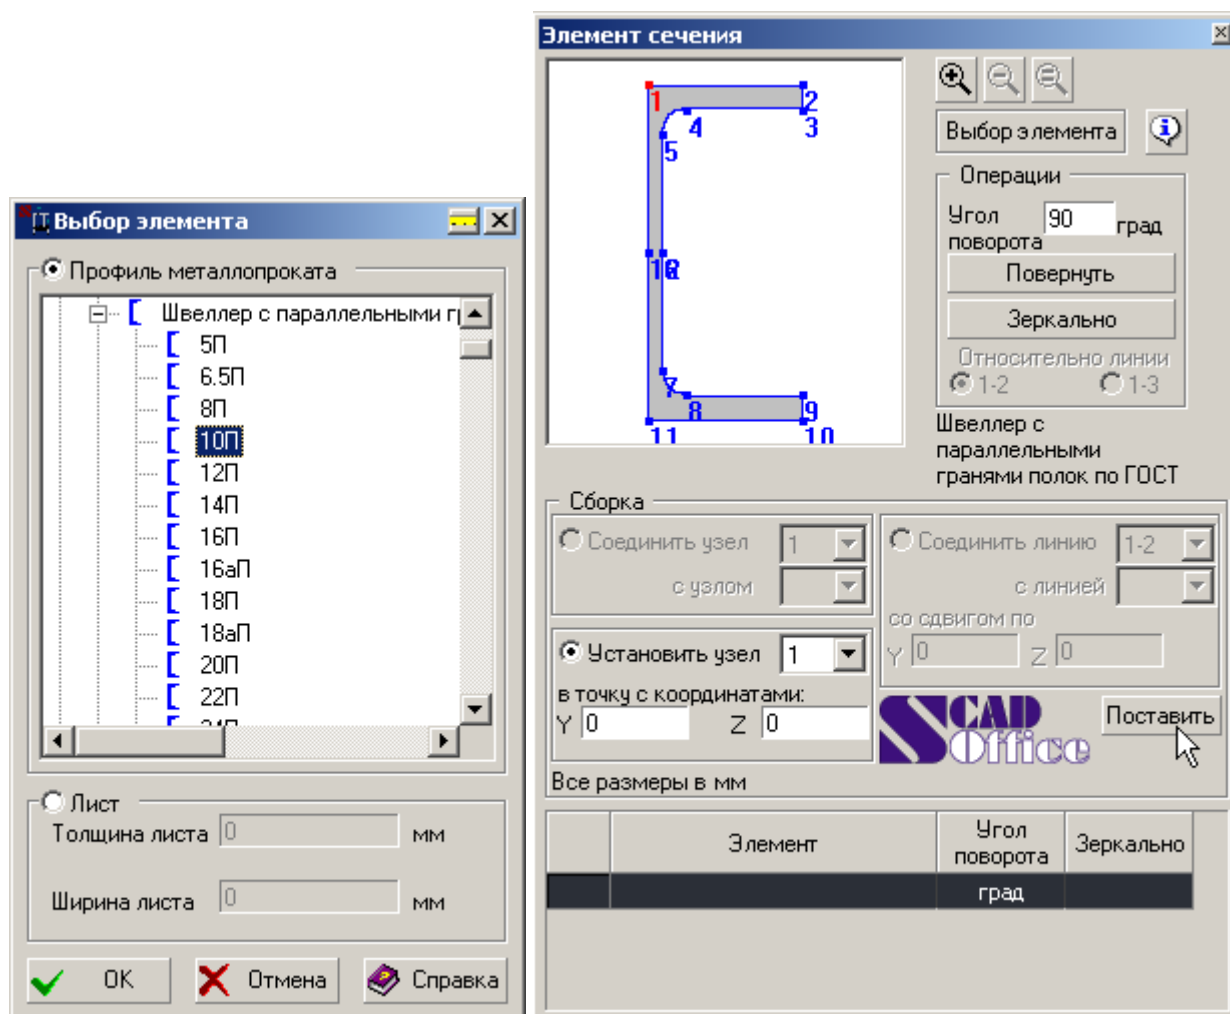 Выбор элемента
Профиль металлопроката
Швеллер с параллельными г
5П
6.5П
8П
10П
12П
14П
16П
16аП
18П
18аП
20П
22П
Лист
Толщина листа 0 мм
Ширина листа 0 мм
OK Отмена Справка
Элемент сечения
1
2
3
4
5
7
8
9
10
11
Выбор элемента
Операции
Угол поворота 90 град
Повернуть
Зеркально
Относительно линии
1-2 1-3
Швеллер с
параллельными
гранями полок по ГОСТ
Сборка
Соединить узел 1
с узлом
Соединить линию 1-2
с линией
со сдвигом по
Y 0 Z 0
Установить узел 1
в точку с координатами:
Y 0 Z 0
SCAD
Office
Поставить
Все размеры в мм
Элемент
Угол
поворота
Зеркально
град